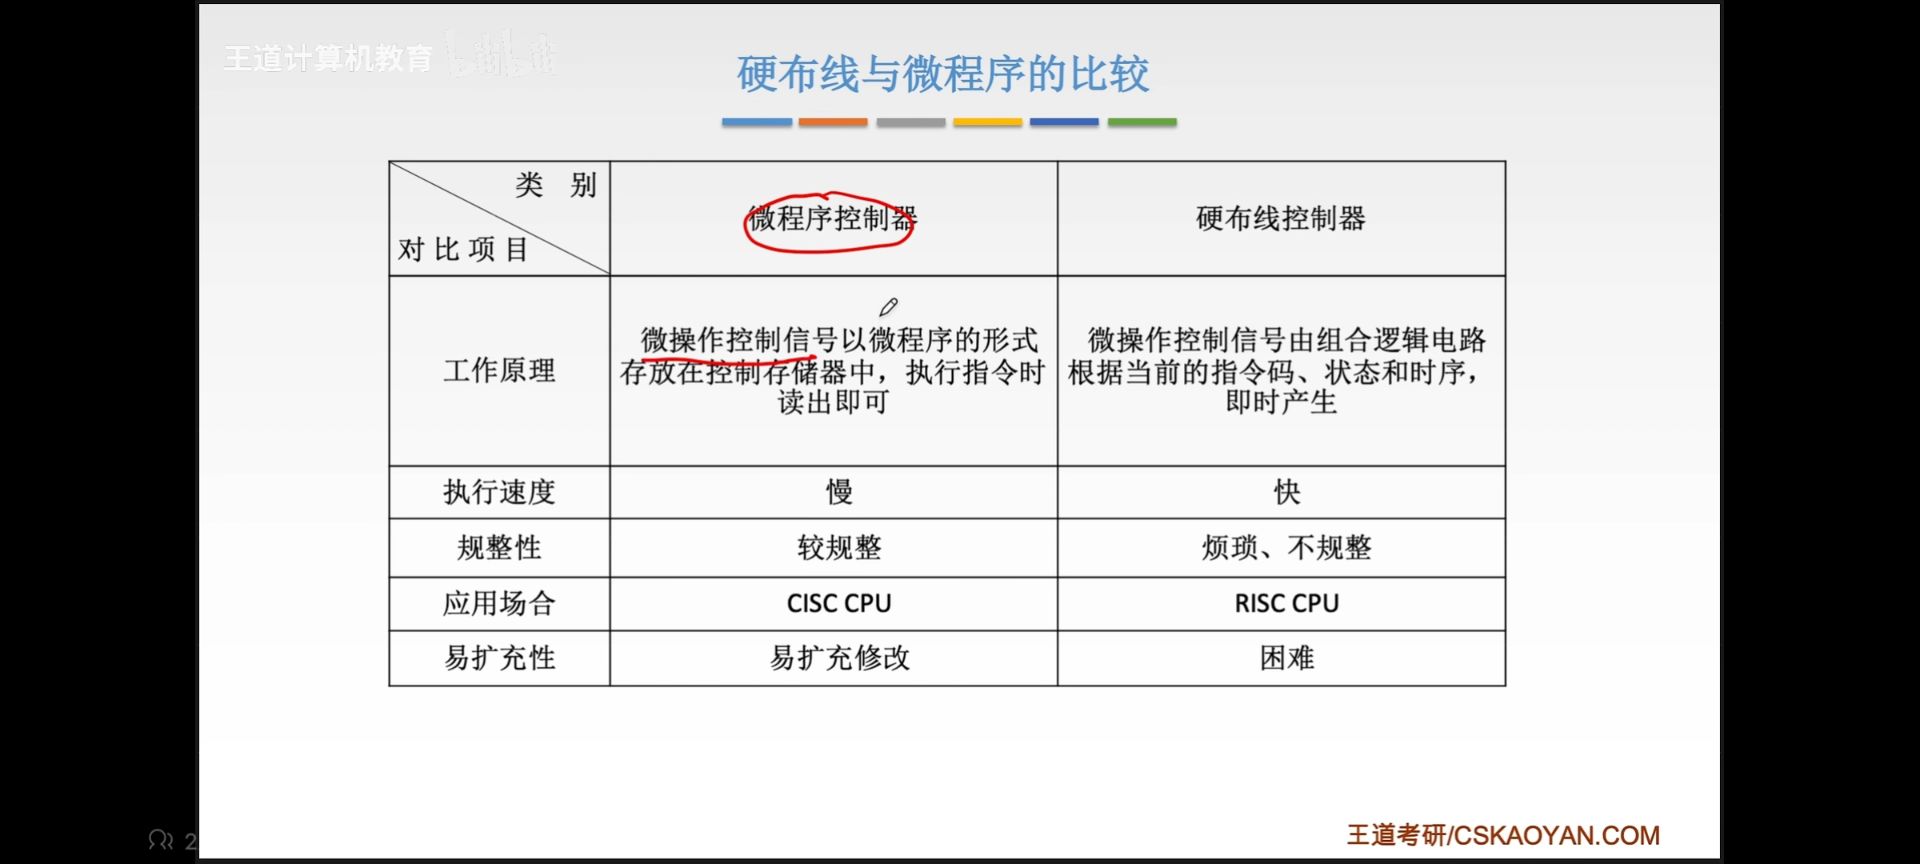 王道计算机教育 bilibili
硬布线与微程序的比较
类 别
对比项目
微程序控制器
硬布线控制器
工作原理
微操作控制信号以微程序的形式
存放在控制存储器中，执行指令时
读出即可
微操作控制信号由组合逻辑电路
根据当前的指令码、状态和时序，
即时产生
执行速度
慢
快
规整性
较规整
烦琐、不规整
应用场合
CISC CPU
RISC CPU
易扩充性
易扩充修改
困难
2
王道考研/CSKAOYAN.COM